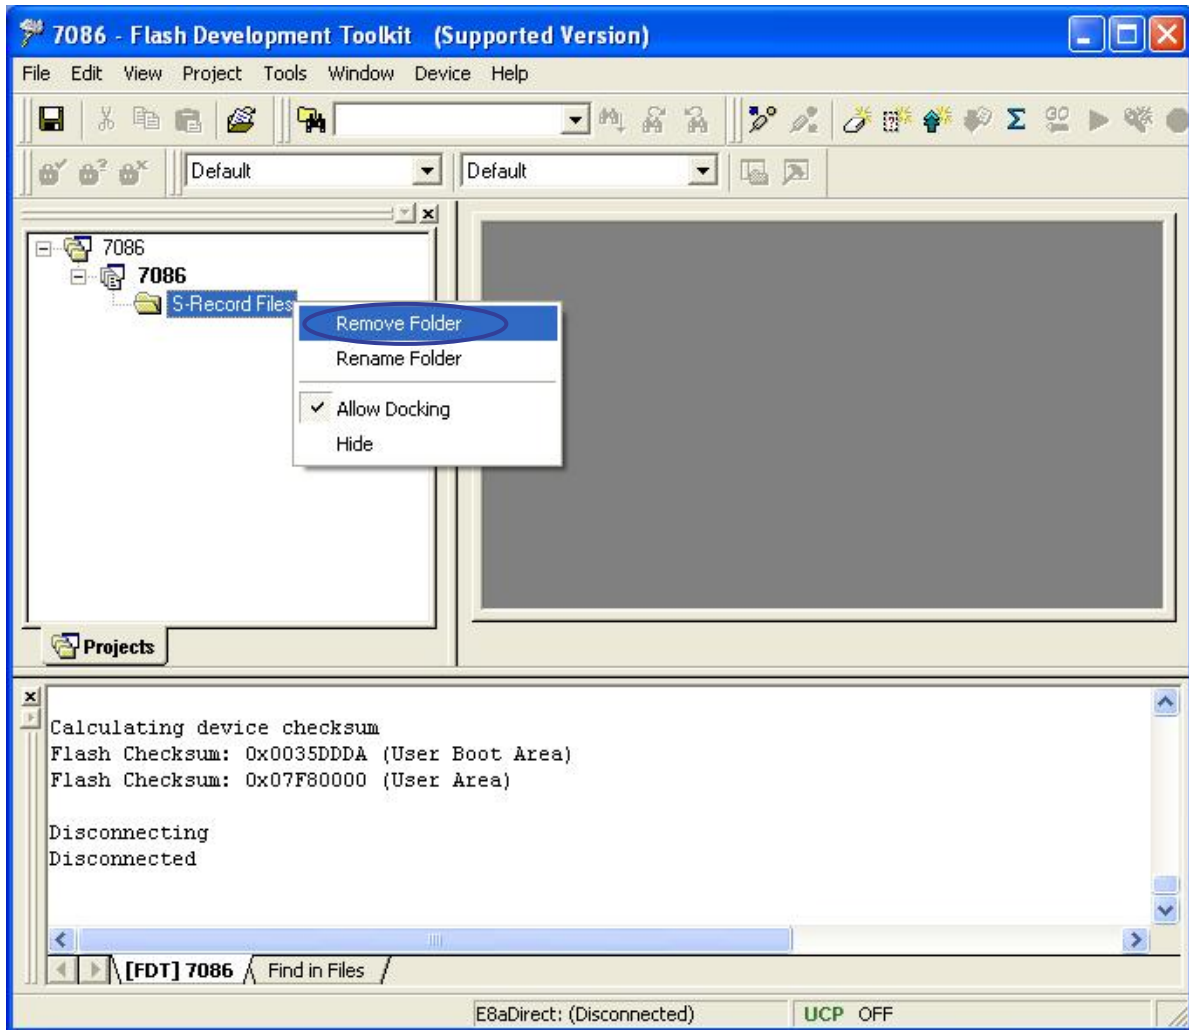 7086 - Flash Development Toolkit (Supported Version)
File Edit View Project Tools Window Device Help
Default Default
7086
7086
S-Record Files
Remove Folder
Rename Folder
Allow Docking
Hide
Projects
Calculating device checksum
Flash Checksum: 0x0035DDDA (User Boot Area)
Flash Checksum: 0x07F80000 (User Area)
Disconnecting
Disconnected
[FDT] 7086 Find in Files
E8aDirect: (Disconnected) UCP OFF